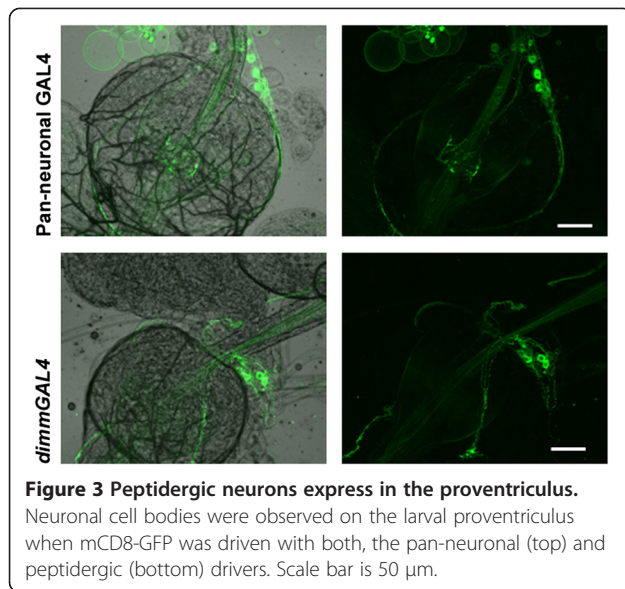 Pan-neuronal GAL4
dimmGAL4
Figure 3 Peptidergic neurons express in the proventriculus.
Neuronal cell bodies were observed on the larval proventriculus
when mCD8-GFP was driven with both, the pan-neuronal (top) and
peptidergic (bottom) drivers. Scale bar is 50 μm.